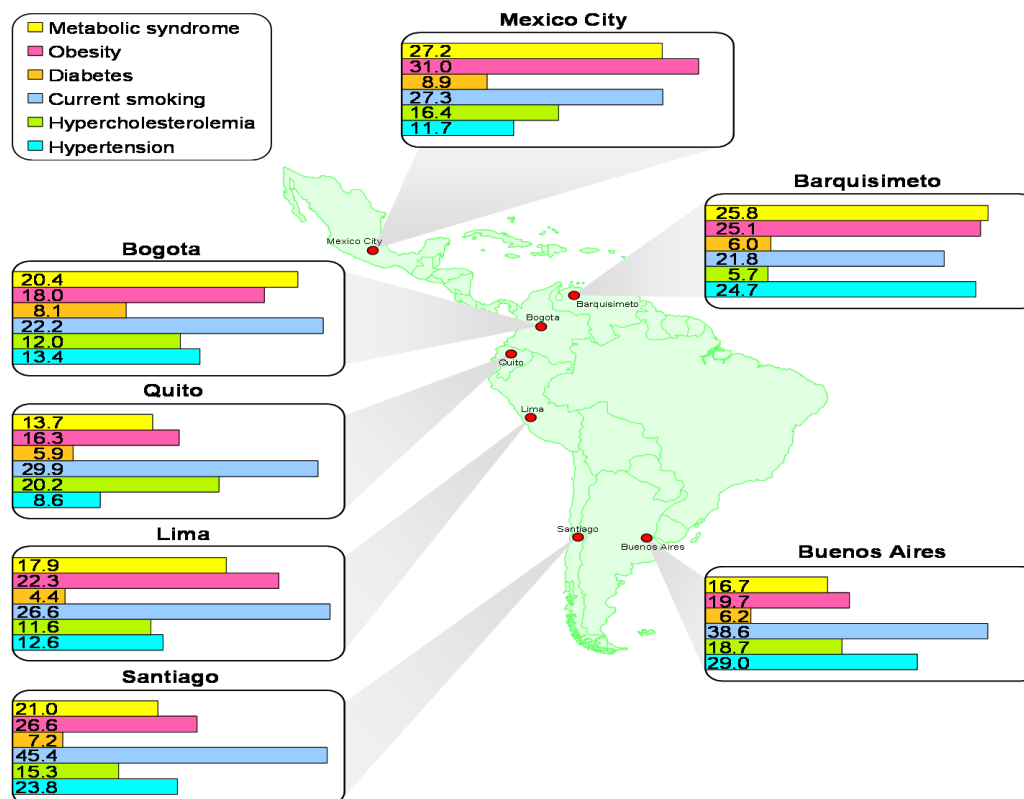 Mexico City
Metabolic syndrome
Obesity
Diabetes
Current smoking
Hypercholesterolemia
Hypertension
27.2
31.0
8.9
27.3
16.4
11.7
Barquisimeto
25.8
25.1
6.0
21.8
5.7
24.7
Bogota
20.4
18.0
8.1
22.2
12.0
13.4
Mexico City
Barquisimeto
Bogota
Quito
Lima
Santiago
Buenos Aires
Quito
13.7
16.3
5.9
29.9
20.2
8.6
Lima
17.9
22.3
4.4
26.6
11.6
12.6
Buenos Aires
16.7
19.7
6.2
38.6
18.7
29.0
Santiago
21.0
26.6
7.2
45.4
15.3
23.8